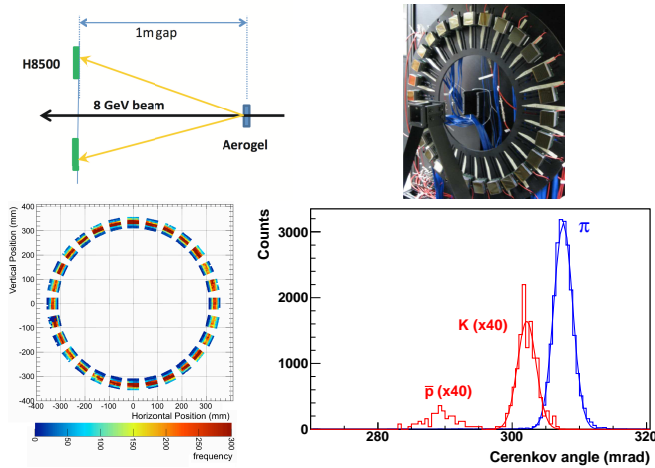 1m gap
H8500
8 GeV beam
Aerogel
Vertical Position (mm)
400
300
200
100
0
-100
-200
-300
-400
-400 -300 -200 -100 0 100 200 300
Horizontal Position (mm)
0 50 100 150 200 250 300
frequency
Counts
3000
2000
1000
0
π
K (x40)
p̅ (x40)
280 300 320
Cerenkov angle (mrad)